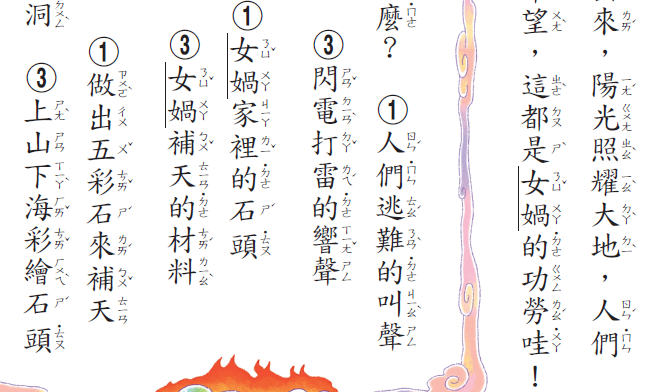 來，陽光照耀大地，人們
望，這都是女媧的功勞哇！
麼？ ①人們逃難的叫聲
③閃電打雷的響聲
①女媧家裡的石頭
③女媧補天的材料
①做出五彩石來補天
洞 ③上山下海彩繪石頭